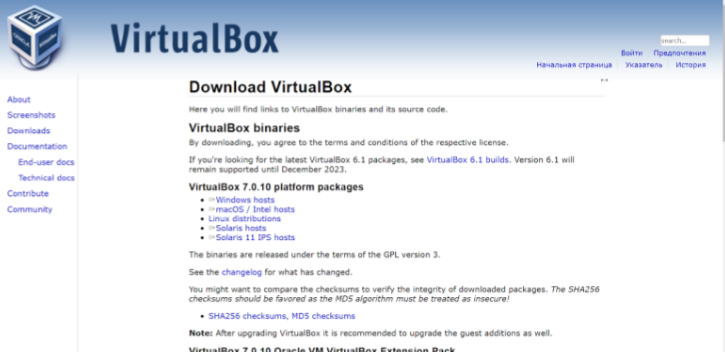 VirtualBox
search...
Войти Предпочтения
Начальная страница Указатель История
About
Screenshots
Downloads
Documentation
End-user docs
Technical docs
Contribute
Community
Download VirtualBox
Here you will find links to VirtualBox binaries and its source code.
VirtualBox binaries
By downloading, you agree to the terms and conditions of the respective license.
If you're looking for the latest VirtualBox 6.1 packages, see VirtualBox 6.1 builds. Version 6.1 will
remain supported until December 2023.
VirtualBox 7.0.10 platform packages
Windows hosts
macOS / Intel hosts
Linux distributions
Solaris hosts
Solaris 11 IPS hosts
The binaries are released under the terms of the GPL version 3.
See the changelog for what has changed.
You might want to compare the checksums to verify the integrity of downloaded packages. The SHA256
checksums should be favored as the MD5 algorithm must be treated as insecure!
SHA256 checksums, MD5 checksums
Note: After upgrading VirtualBox it is recommended to upgrade the guest additions as well.
VirtualBox 7.0.10 Oracle VM VirtualBox Extension Pack